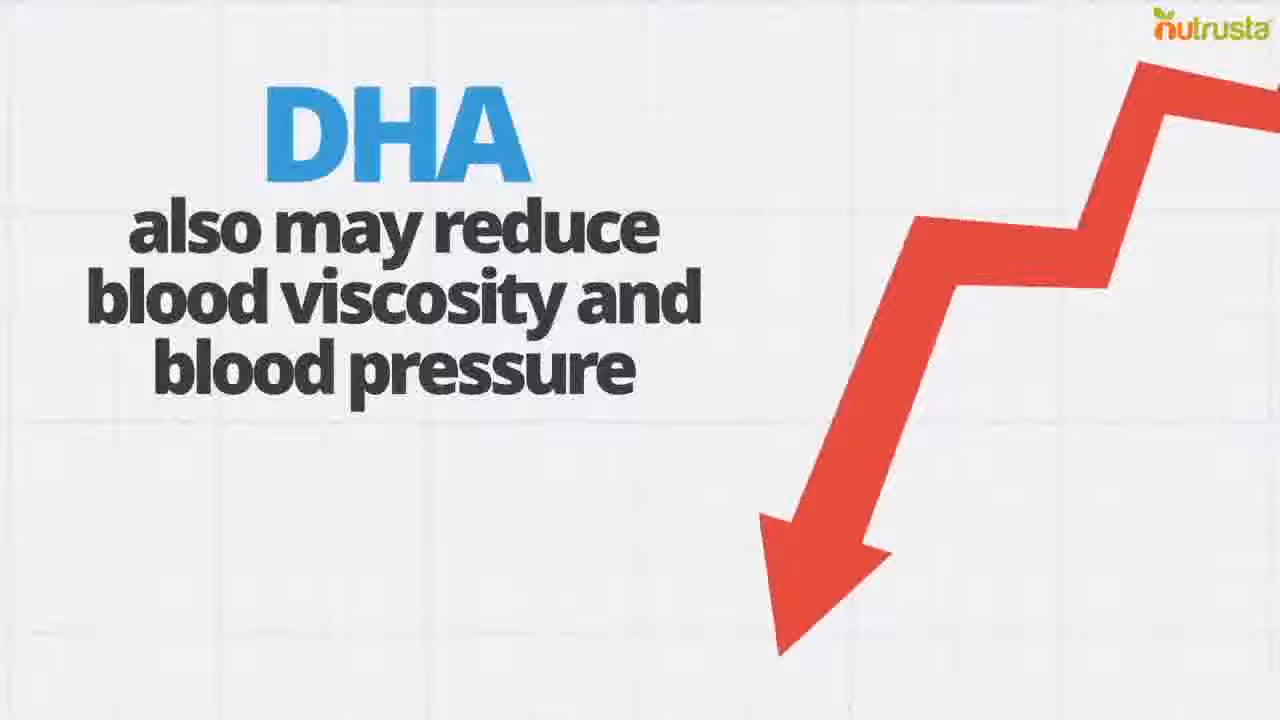 nutrusta
DHA
also may reduce
blood viscosity and
blood pressure